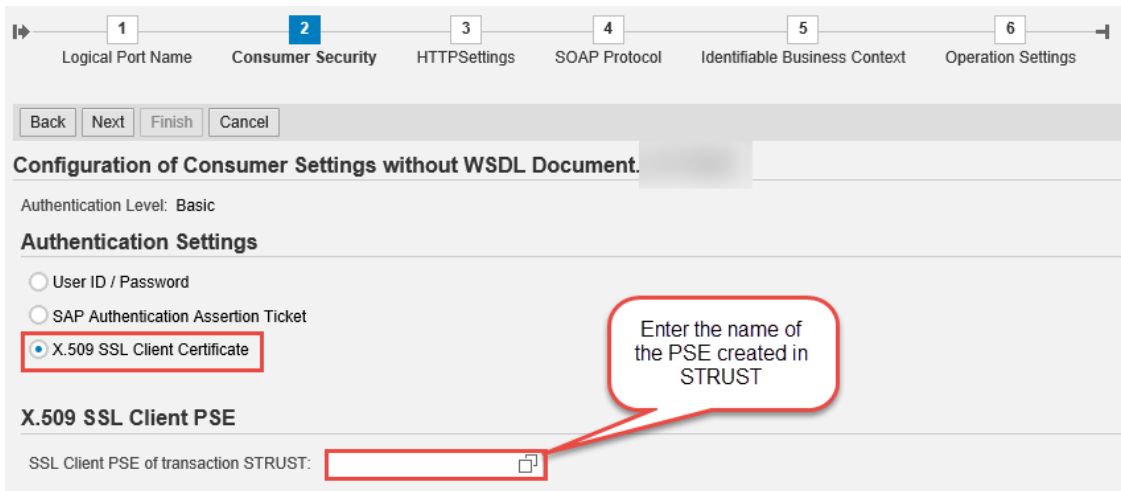 1 2 3 4 5 6
Logical Port Name Consumer Security HTTPSettings SOAP Protocol Identifiable Business Context Operation Settings
Back Next Finish Cancel
Configuration of Consumer Settings without WSDL Document.
Authentication Level: Basic
Authentication Settings
User ID / Password
SAP Authentication Assertion Ticket
X.509 SSL Client Certificate
Enter the name of
the PSE created in
STRUST
X.509 SSL Client PSE
SSL Client PSE of transaction STRUST: